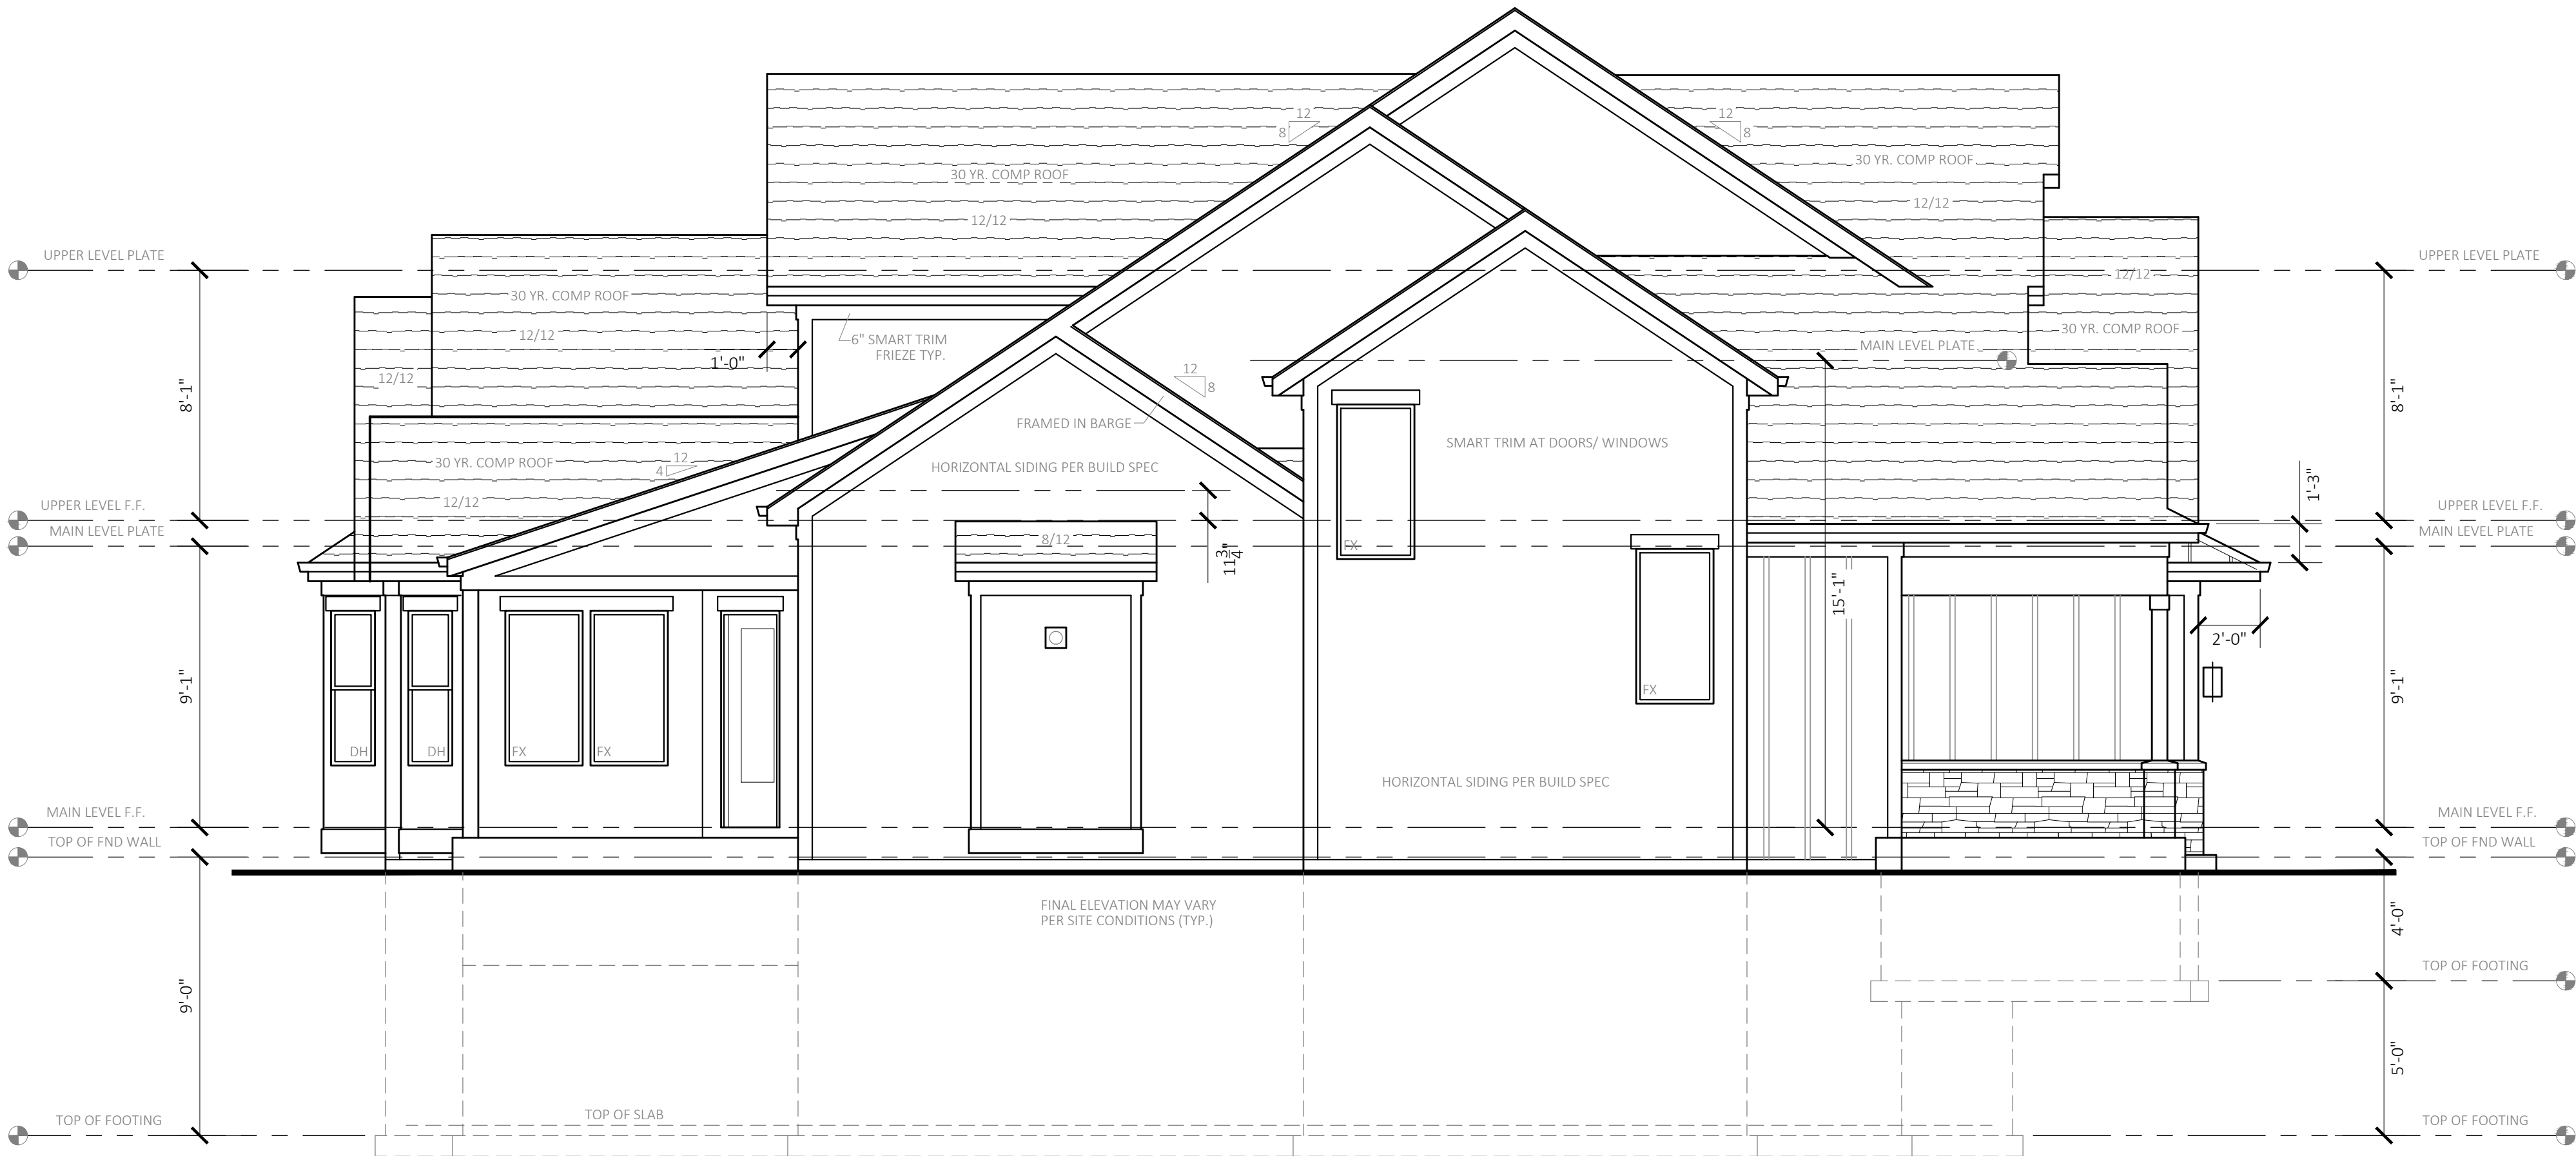 12
8
12
8
30 YR. COMP ROOF
30 YR. COMP ROOF
12/12
12/12
UPPER LEVEL PLATE
UPPER LEVEL PLATE
12/12
30 YR. COMP ROOF
12/12
30 YR. COMP ROOF
6" SMART TRIM
FRIEZE TYP.
MAIN LEVEL PLATE
1'-0"
12/12
12
8
8'-1"
8'-1"
FRAMED IN BARGE
SMART TRIM AT DOORS/ WINDOWS
30 YR. COMP ROOF
12
4
HORIZONTAL SIDING PER BUILD SPEC
1'-3"
12/12
UPPER LEVEL F.F.
UPPER LEVEL F.F.
MAIN LEVEL PLATE
MAIN LEVEL PLATE
8/12
FX
11 3/4"
15'-1"
2'-0"
9'-1"
9'-1"
FX
DH
DH
FX
FX
HORIZONTAL SIDING PER BUILD SPEC
MAIN LEVEL F.F.
MAIN LEVEL F.F.
TOP OF FND WALL
TOP OF FND WALL
FINAL ELEVATION MAY VARY
PER SITE CONDITIONS (TYP.)
4'-0"
TOP OF FOOTING
9'-0"
5'-0"
TOP OF SLAB
TOP OF FOOTING
TOP OF FOOTING